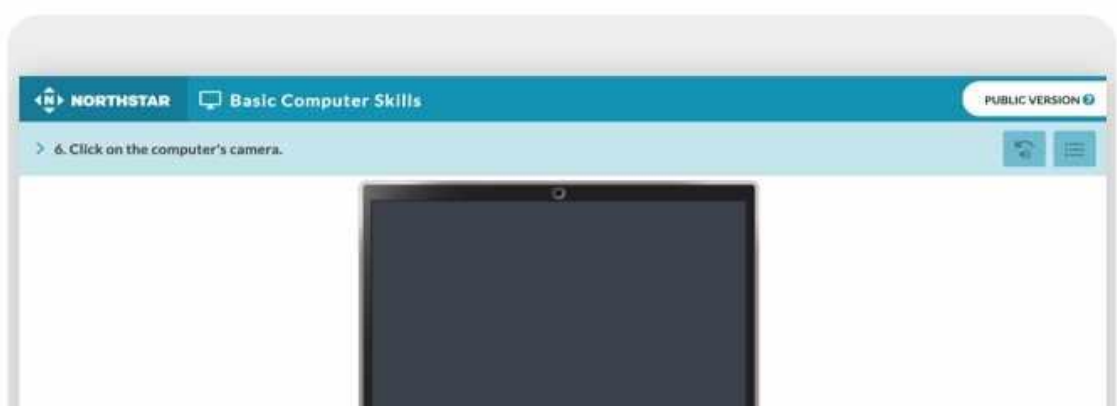 NORTHSTAR Basic Computer Skills PUBLIC VERSION ?
> 6. Click on the computer's camera.